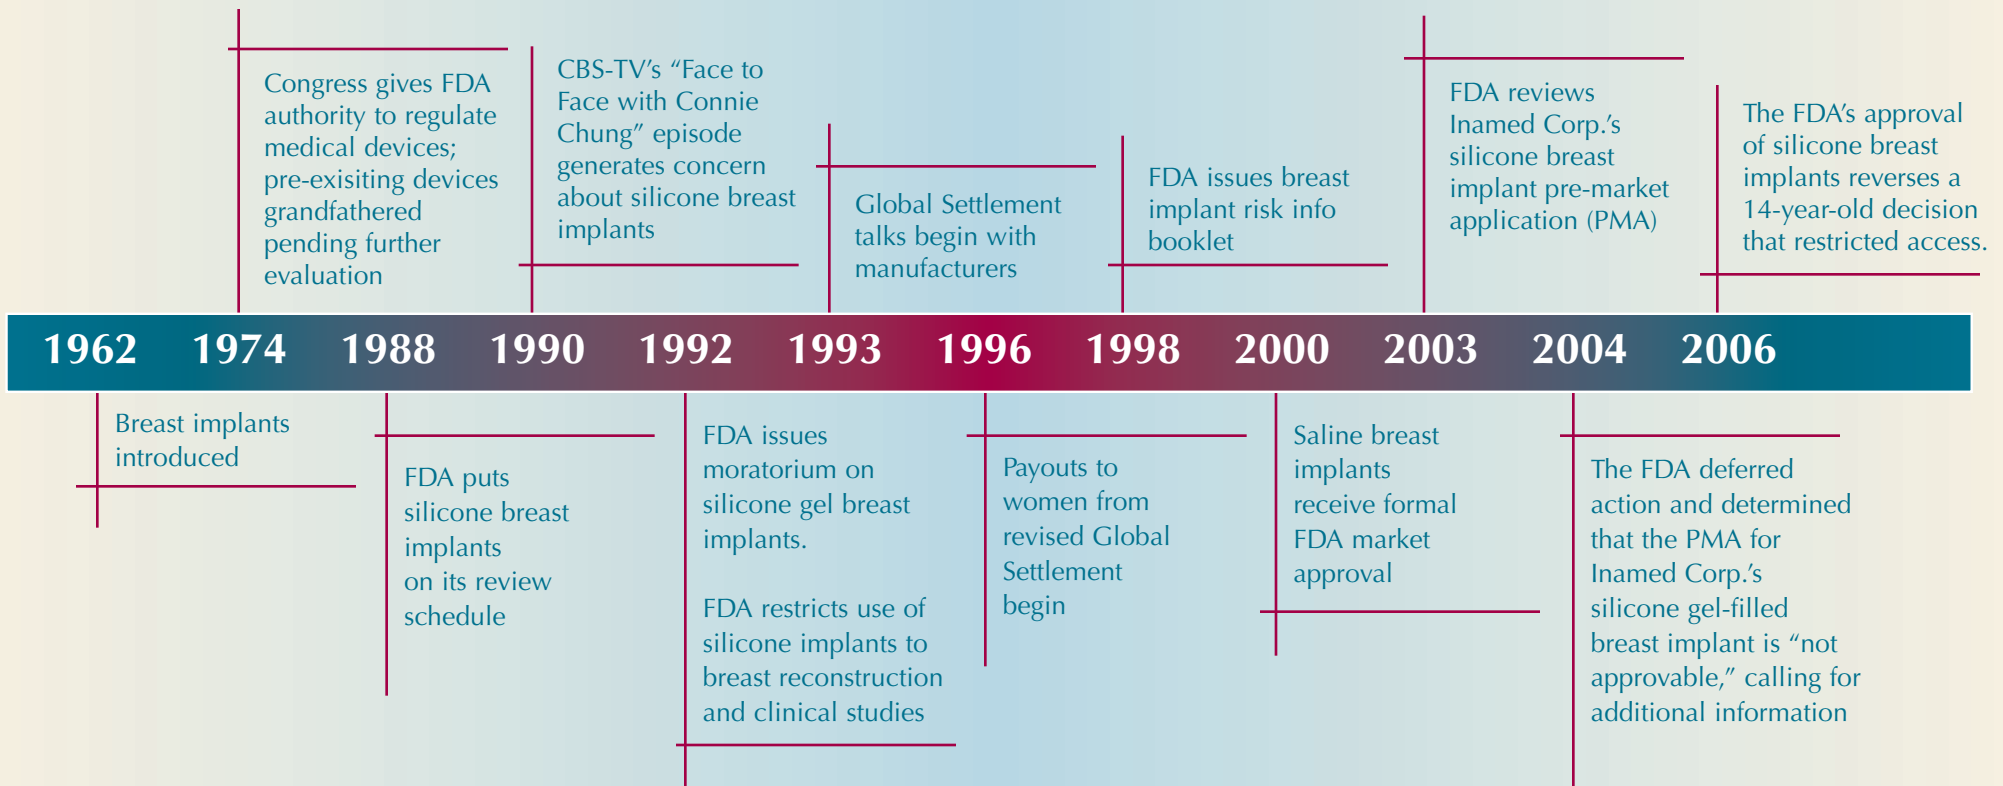 Congress gives FDA
authority to regulate
medical devices;
pre-exisiting devices
grandfathered
pending further
evaluation
CBS-TV’s “Face to
Face with Connie
Chung” episode
generates concern
about silicone breast
implants
Global Settlement
talks begin with
manufacturers
FDA issues breast
implant risk info
booklet
FDA reviews
Inamed Corp.’s
silicone breast
implant pre-market
application (PMA)
The FDA’s approval
of silicone breast
implants reverses a
14-year-old decision
that restricted access.
1962 1974 1988 1990 1992 1993 1996 1998 2000 2003 2004 2006
Breast implants
introduced
FDA puts
silicone breast
implants
on its review
schedule
FDA issues
moratorium on
silicone gel breast
implants.
FDA restricts use of
silicone implants to
breast reconstruction
and clinical studies
Payouts to
women from
revised Global
Settlement
begin
Saline breast
implants
receive formal
FDA market
approval
The FDA deferred
action and determined
that the PMA for
Inamed Corp.’s
silicone gel-filled
breast implant is “not
approvable,” calling for
additional information